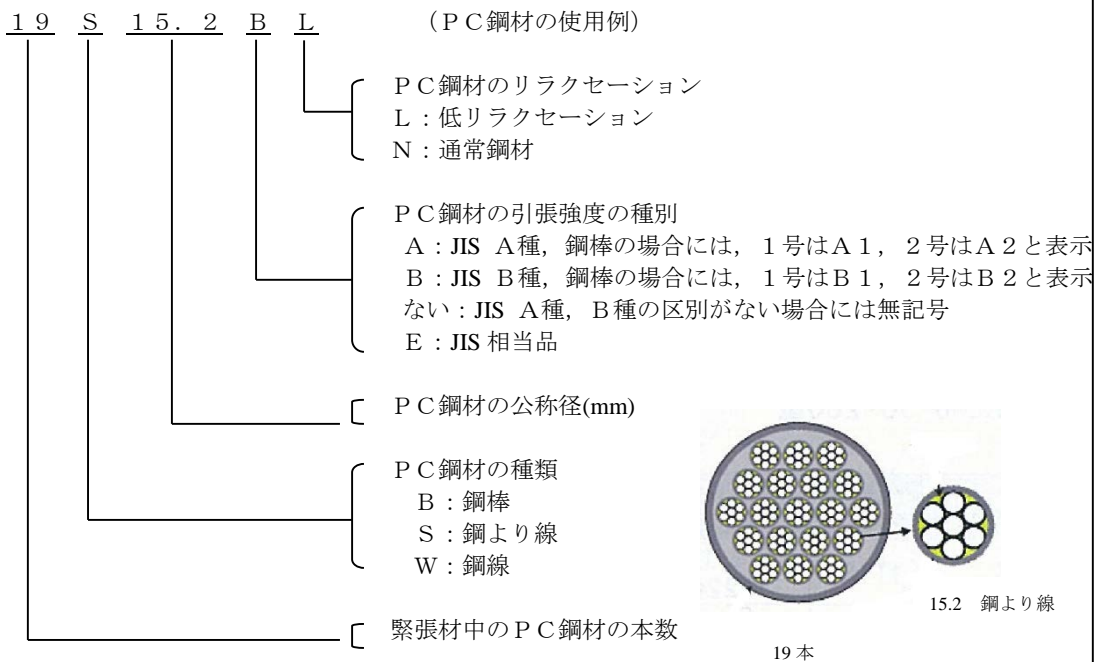 １９ Ｓ １５．２ Ｂ Ｌ （ＰＣ鋼材の使用例）
ＰＣ鋼材のリラクセーション
Ｌ：低リラクセーション
Ｎ：通常鋼材
ＰＣ鋼材の引張強度の種別
Ａ：JIS Ａ種，鋼棒の場合には，１号はＡ１，２号はＡ２と表示
Ｂ：JIS Ｂ種，鋼棒の場合には，１号はＢ１，２号はＢ２と表示
ない：JIS Ａ種，Ｂ種の区別がない場合には無記号
Ｅ：JIS 相当品
ＰＣ鋼材の公称径(mm)
ＰＣ鋼材の種類
Ｂ：鋼棒
Ｓ：鋼より線
Ｗ：鋼線
15.2 鋼より線
緊張材中のＰＣ鋼材の本数
19 本